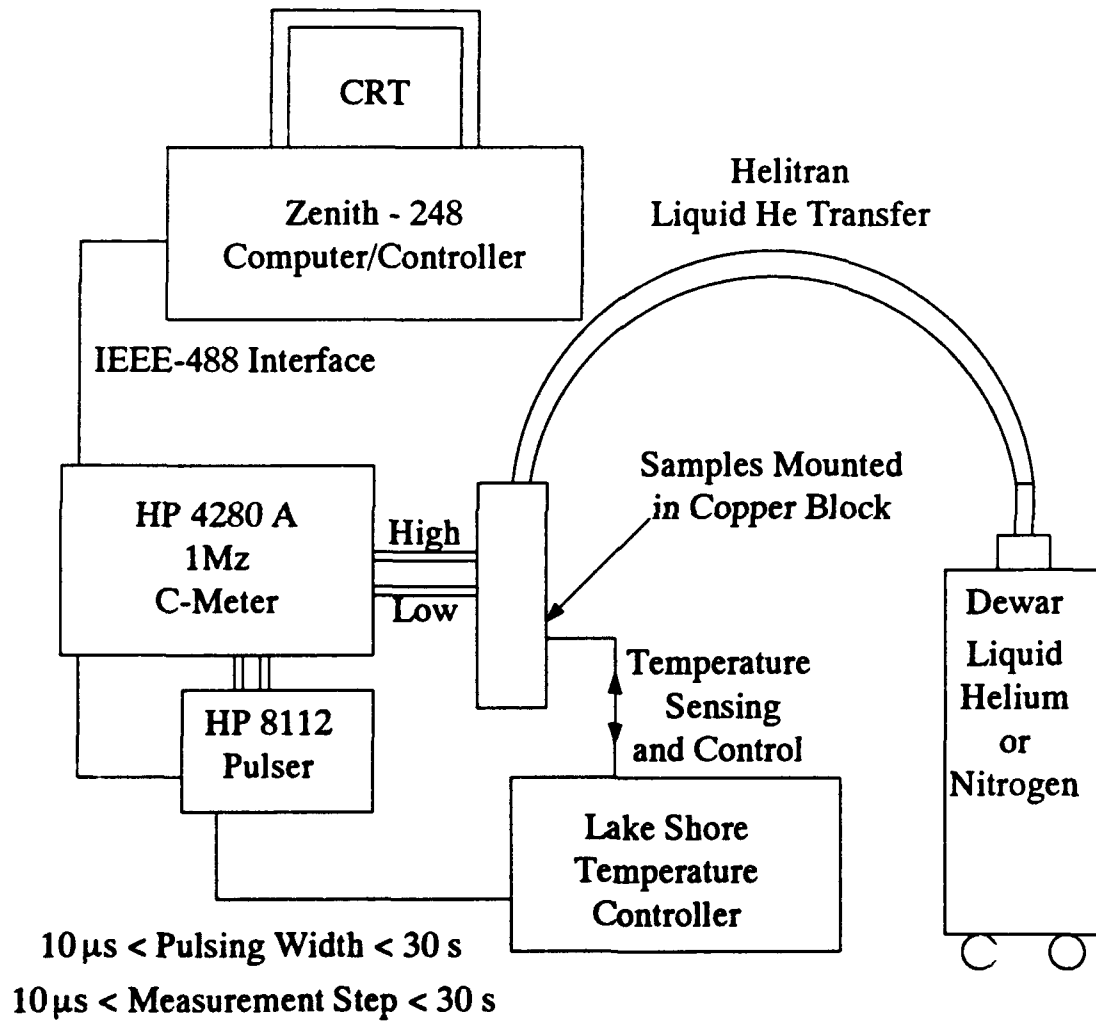 CRT
Zenith - 248
Computer/Controller
Helitran
Liquid He Transfer
IEEE-488 Interface
HP 4280 A
1Mz
C-Meter
High
Low
Samples Mounted
in Copper Block
Dewar
Liquid
Helium
or
Nitrogen
HP 8112
Pulser
Temperature
Sensing
and Control
Lake Shore
Temperature
Controller
10 μs < Pulsing Width < 30 s
10 μs < Measurement Step < 30 s